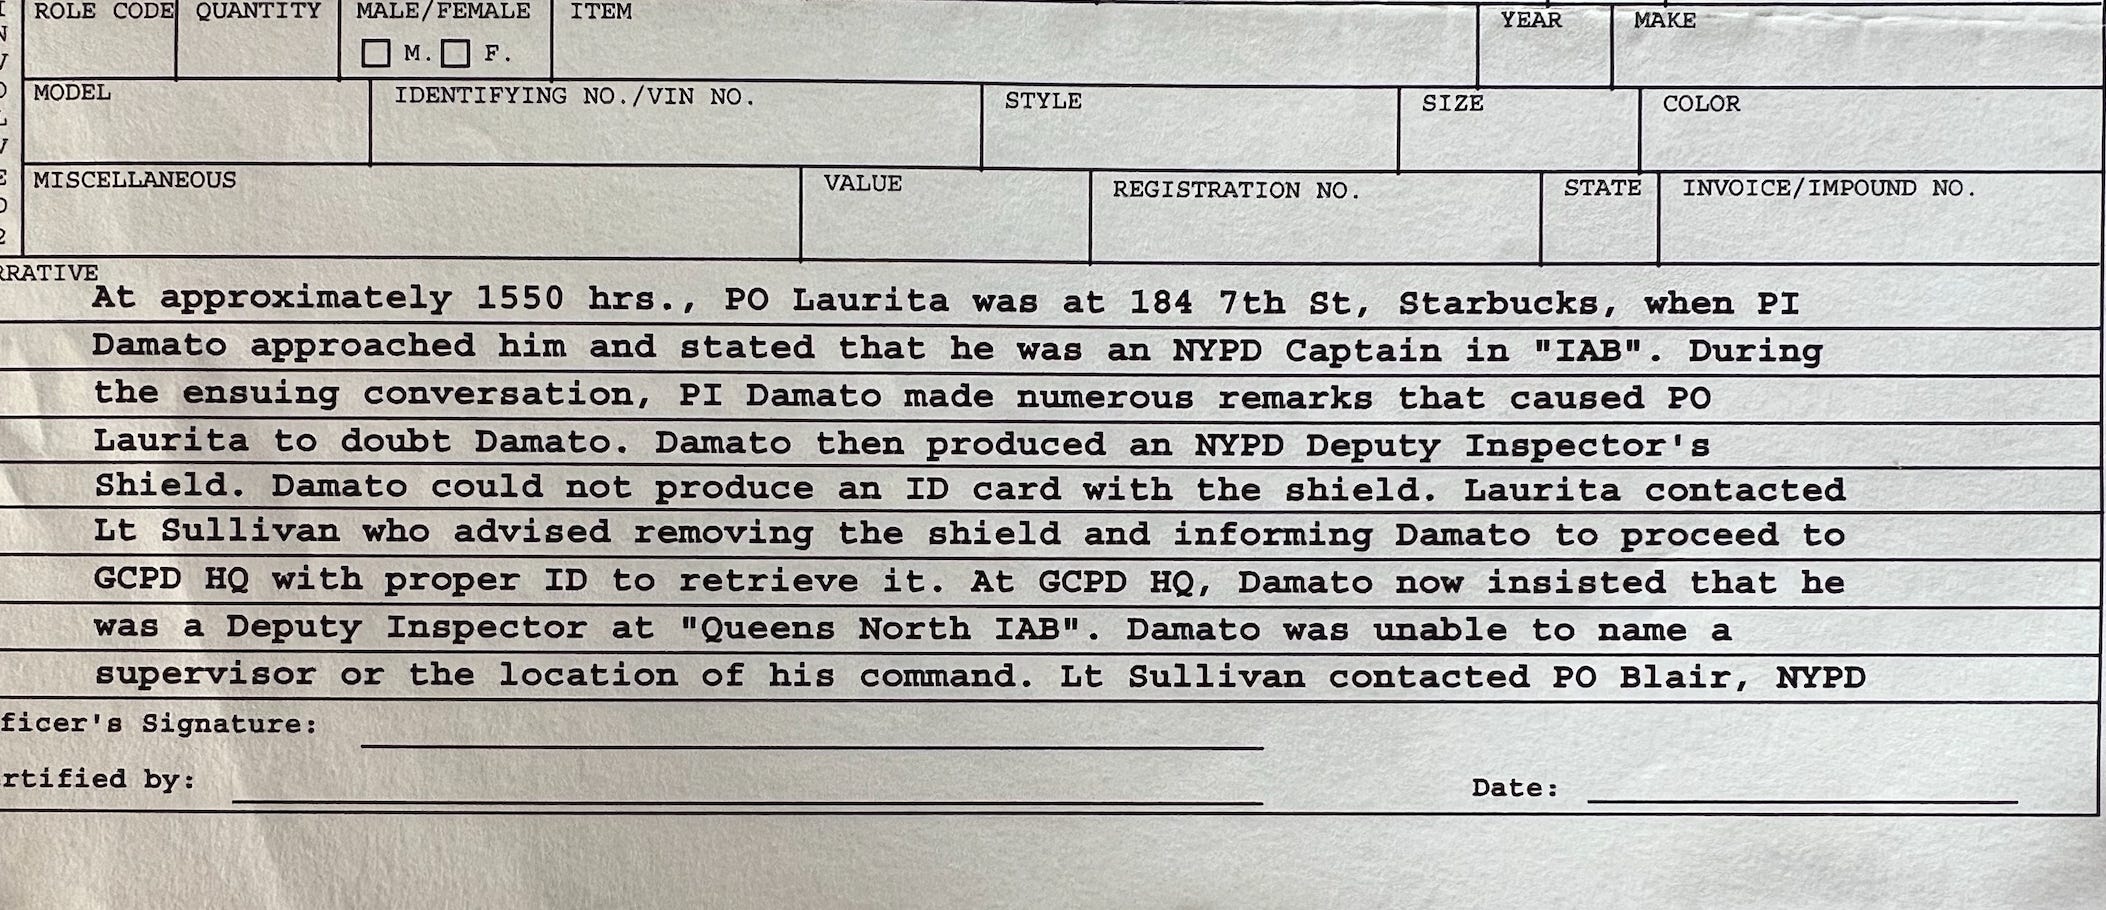 ROLE CODE QUANTITY MALE/FEMALE ITEM YEAR MAKE
M. F.
MODEL IDENTIFYING NO./VIN NO. STYLE SIZE COLOR
MISCELLANEOUS VALUE REGISTRATION NO. STATE INVOICE/IMPOUND NO.
RRATIVE
At approximately 1550 hrs., PO Laurita was at 184 7th St, Starbucks, when PI
Damato approached him and stated that he was an NYPD Captain in "IAB". During
the ensuing conversation, PI Damato made numerous remarks that caused PO
Laurita to doubt Damato. Damato then produced an NYPD Deputy Inspector's
Shield. Damato could not produce an ID card with the shield. Laurita contacted
Lt Sullivan who advised removing the shield and informing Damato to proceed to
GCPD HQ with proper ID to retrieve it. At GCPD HQ, Damato now insisted that he
was a Deputy Inspector at "Queens North IAB". Damato was unable to name a
supervisor or the location of his command. Lt Sullivan contacted PO Blair, NYPD
ficer's Signature:
rtified by: Date: